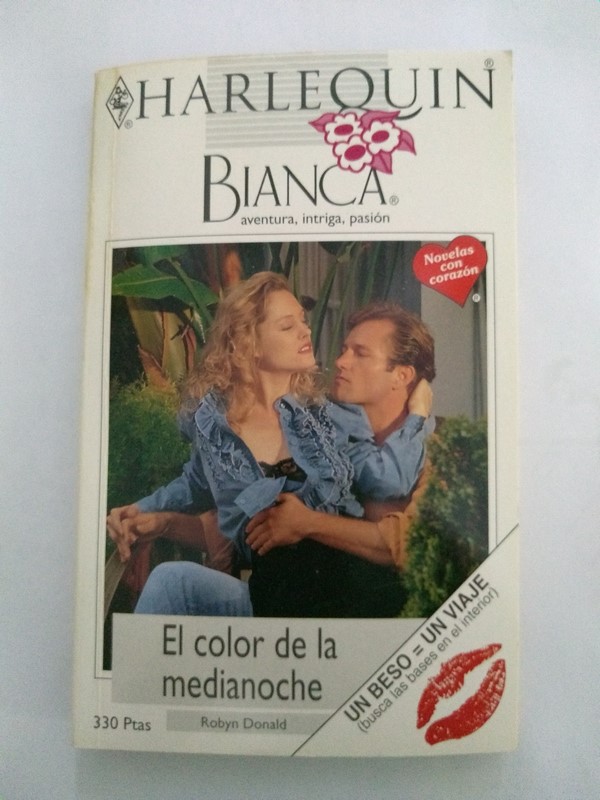 HARLEQUIN®
®
BIANCA®
aventura, intriga, pasión
Novelas
con
corazón
®
El color de la
medianoche
330 Ptas
Robyn Donald
UN BESO = UN VIAJE
(busca las bases en el interior)